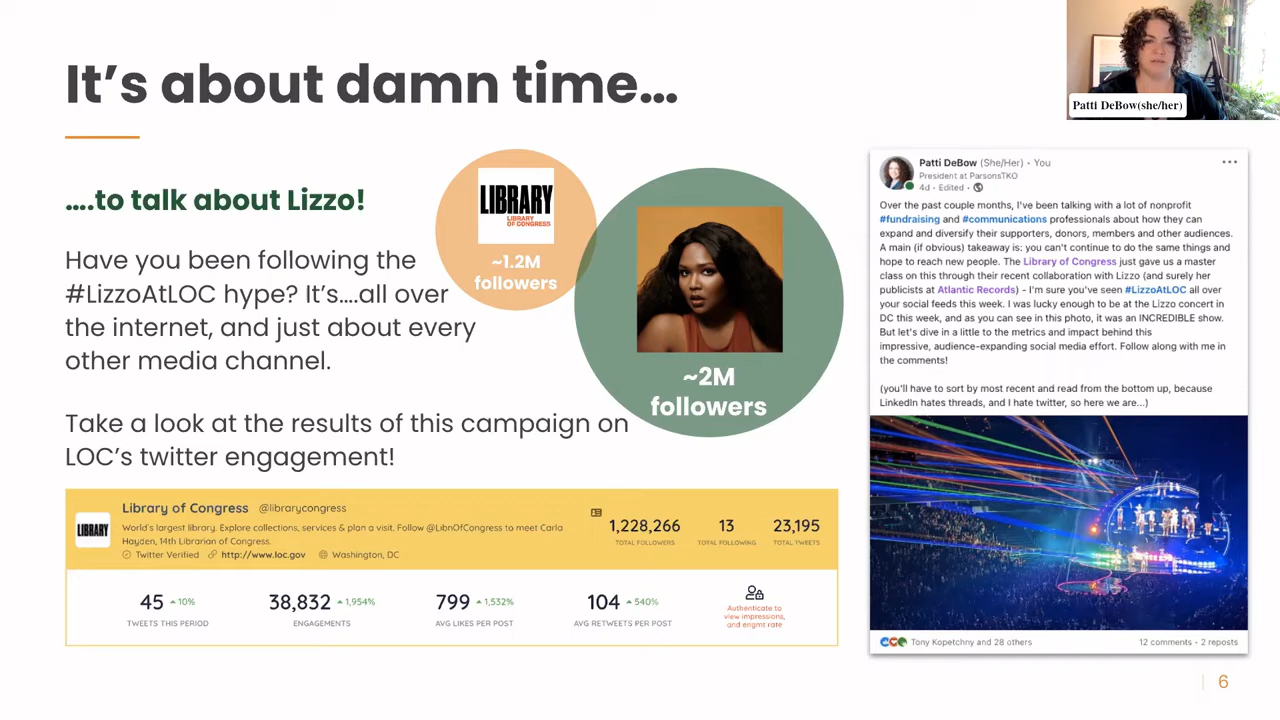 It's about damn time...
Patti DeBow(she/her)
....to talk about Lizzo!
Have you been following the
#LizzoAtLOC hype? It's....all over
the internet, and just about every
other media channel.
Take a look at the results of this campaign on
LOC's twitter engagement!
LIBRARY
LIBRARY
OF CONGRESS
~1.2M
followers
~2M
followers
LIBRARY
Library of Congress @librarycongress
World's largest library. Explore collections, services & plan a visit. Follow @LibnOfCongress to meet Carla
Hayden, 14th Librarian of Congress.
Twitter Verified http://www.loc.gov Washington, DC
1,228,266 13 23,195
TOTAL FOLLOWERS TOTAL FOLLOWING TOTAL TWEETS
45 10% 38,832 1,954% 799 1,532% 104 540%
TWEETS THIS PERIOD ENGAGEMENTS AVG LIKES PER POST AVG RETWEETS PER POST
Authenticate to
view impressions,
and engmt rate
Patti DeBow (She/Her) • You
President at ParsonsTKO
4d • Edited •
Over the past couple months, I've been talking with a lot of nonprofit
#fundraising and #communications professionals about how they can
expand and diversify their supporters, donors, members and other audiences.
A main (if obvious) takeaway is: you can't continue to do the same things and
hope to reach new people. The Library of Congress just gave us a master
class on this through their recent collaboration with Lizzo (and surely her
publicists at Atlantic Records) - I'm sure you've seen #LizzoAtLOC all over
your social feeds this week. I was lucky enough to be at the Lizzo concert in
DC this week, and as you can see in this photo, it was an INCREDIBLE show.
But let's dive in a little to the metrics and impact behind this
impressive, audience-expanding social media effort. Follow along with me in
the comments!
(you'll have to sort by most recent and read from the bottom up, because
LinkedIn hates threads, and I hate twitter, so here we are...)
Tony Kopetchny and 28 others 12 comments • 2 reposts
6